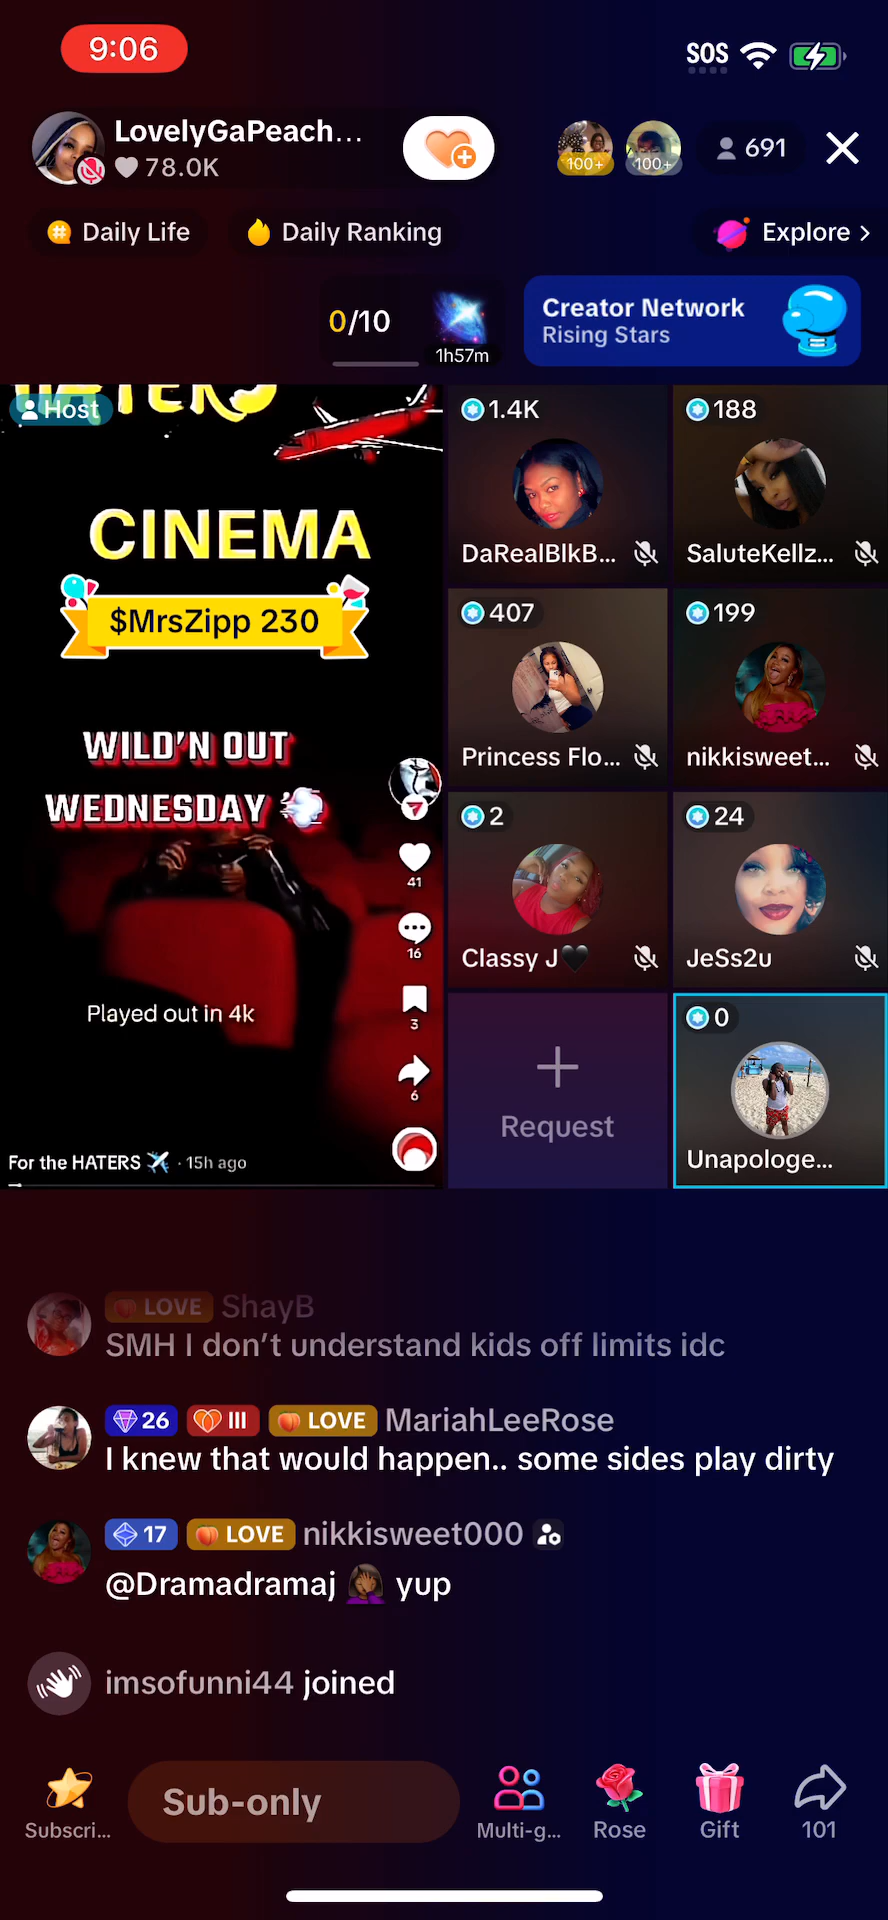 9:06
SOS
LovelyGaPeach...
78.0K
100+
100+
691
Daily Life
Daily Ranking
Explore >
0/10
1h57m
Creator Network
Rising Stars
HATERS
Host
CINEMA
$MrsZipp 230
WILD'N OUT
WEDNESDAY 💨
41
16
3
6
Played out in 4k
For the HATERS ✈️ · 15h ago
1.4K
DaRealBlkB...
188
SaluteKellz...
407
Princess Flo...
199
nikkisweet...
2
Classy J🖤
24
JeSs2u
Request
0
Unapologe...
🍑 LOVE ShayB
SMH I don't understand kids off limits idc
26 III 🍑 LOVE MariahLeeRose
I knew that would happen.. some sides play dirty
17 🍑 LOVE nikkisweet000
@Dramadramaj 🤦🏾‍♀️ yup
imsofunni44 joined
Subscri...
Sub-only
Multi-g...
Rose
Gift
101